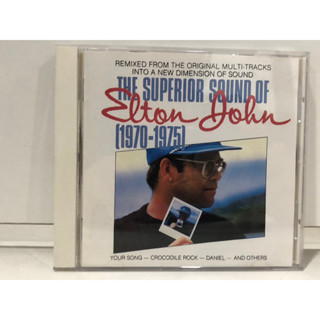 REMIXED FROM THE ORIGINAL MULTI-TRACKS
INTO A NEW DIMENSION OF SOUND
THE SUPERIOR SOUND OF
Elton John
(1970-1975)
YOUR SONG — CROCODILE ROCK — DANIEL — AND OTHERS